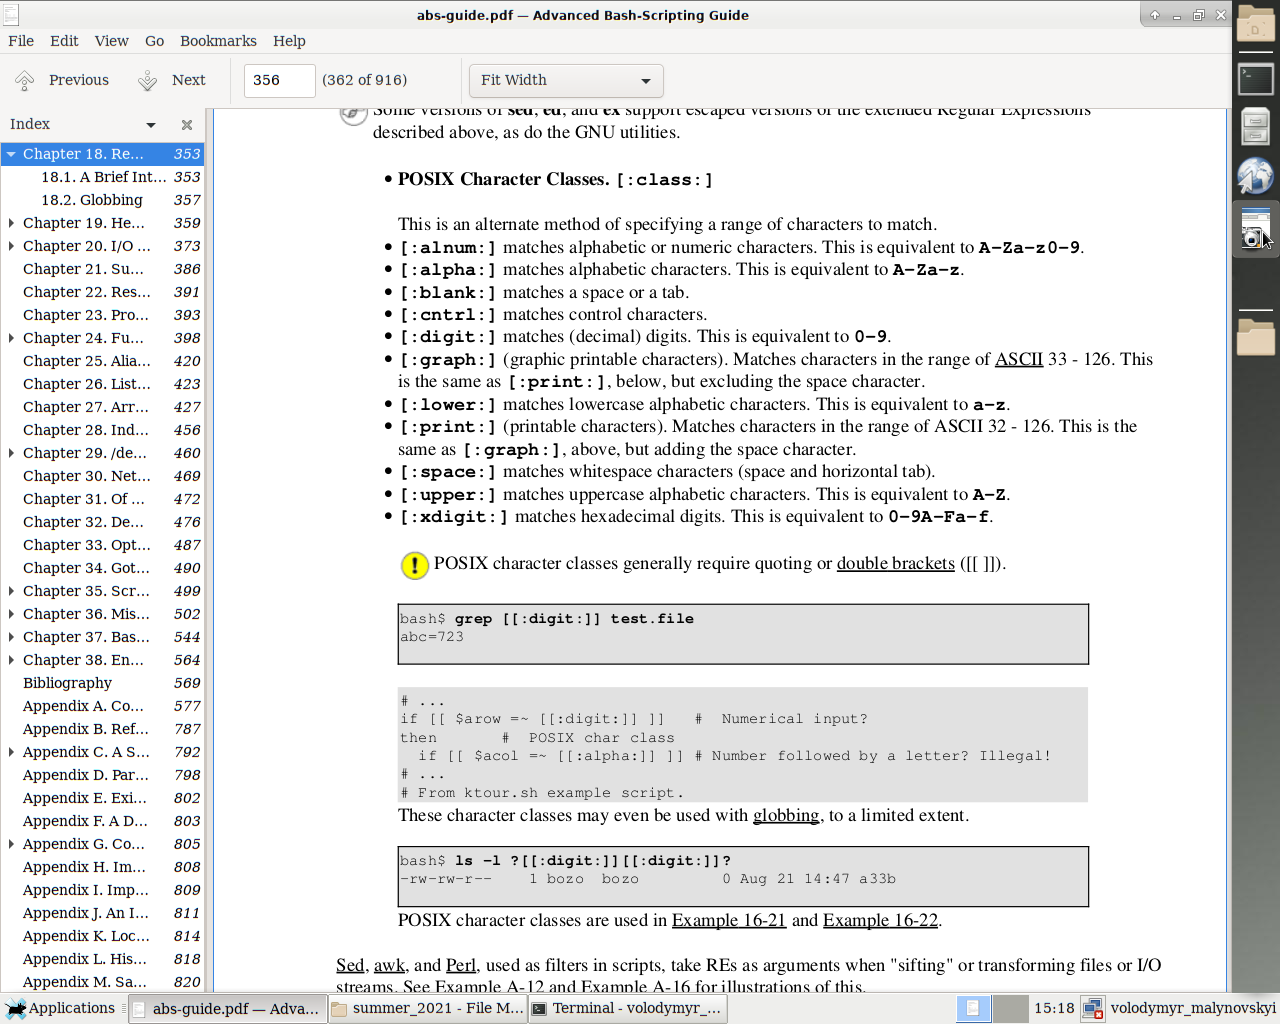 abs-guide.pdf — Advanced Bash-Scripting Guide
File Edit View Go Bookmarks Help
Previous Next 356 (362 of 916) Fit Width
Index
Chapter 18. Re... 353
18.1. A Brief Int... 353
18.2. Globbing 357
Chapter 19. He... 359
Chapter 20. I/O ... 373
Chapter 21. Su... 386
Chapter 22. Res... 391
Chapter 23. Pro... 393
Chapter 24. Fu... 398
Chapter 25. Alia... 420
Chapter 26. List... 423
Chapter 27. Arr... 427
Chapter 28. Ind... 456
Chapter 29. /de... 460
Chapter 30. Net... 469
Chapter 31. Of ... 472
Chapter 32. De... 476
Chapter 33. Opt... 487
Chapter 34. Got... 490
Chapter 35. Scr... 499
Chapter 36. Mis... 502
Chapter 37. Bas... 544
Chapter 38. En... 564
Bibliography 569
Appendix A. Co... 577
Appendix B. Ref... 787
Appendix C. A S... 792
Appendix D. Par... 798
Appendix E. Exi... 802
Appendix F. A D... 803
Appendix G. Co... 805
Appendix H. Im... 808
Appendix I. Imp... 809
Appendix J. An I... 811
Appendix K. Loc... 814
Appendix L. His... 818
Appendix M. Sa... 820
Some versions of sed, ed, and ex support escaped versions of the extended Regular Expressions
described above, as do the GNU utilities.
• POSIX Character Classes. [:class:]
This is an alternate method of specifying a range of characters to match.
• [:alnum:] matches alphabetic or numeric characters. This is equivalent to A-Za-z0-9.
• [:alpha:] matches alphabetic characters. This is equivalent to A-Za-z.
• [:blank:] matches a space or a tab.
• [:cntrl:] matches control characters.
• [:digit:] matches (decimal) digits. This is equivalent to 0-9.
• [:graph:] (graphic printable characters). Matches characters in the range of ASCII 33 - 126. This
is the same as [:print:], below, but excluding the space character.
• [:lower:] matches lowercase alphabetic characters. This is equivalent to a-z.
• [:print:] (printable characters). Matches characters in the range of ASCII 32 - 126. This is the
same as [:graph:], above, but adding the space character.
• [:space:] matches whitespace characters (space and horizontal tab).
• [:upper:] matches uppercase alphabetic characters. This is equivalent to A-Z.
• [:xdigit:] matches hexadecimal digits. This is equivalent to 0-9A-Fa-f.
POSIX character classes generally require quoting or double brackets ([[ ]]).
bash$ grep [[:digit:]] test.file
abc=723
# ...
if [[ $arow =~ [[:digit:]] ]]   #  Numerical input?
then       #  POSIX char class
  if [[ $acol =~ [[:alpha:]] ]] # Number followed by a letter? Illegal!
# ...
# From ktour.sh example script.
These character classes may even be used with globbing, to a limited extent.
bash$ ls -l ?[[:digit:]][[:digit:]]?
-rw-rw-r--    1 bozo  bozo         0 Aug 21 14:47 a33b
POSIX character classes are used in Example 16-21 and Example 16-22.
Sed, awk, and Perl, used as filters in scripts, take REs as arguments when "sifting" or transforming files or I/O
streams. See Example A-12 and Example A-16 for illustrations of this.
Applications abs-guide.pdf — Adva... summer_2021 - File M... Terminal - volodymyr_... 15:18 volodymyr_malynovskyi